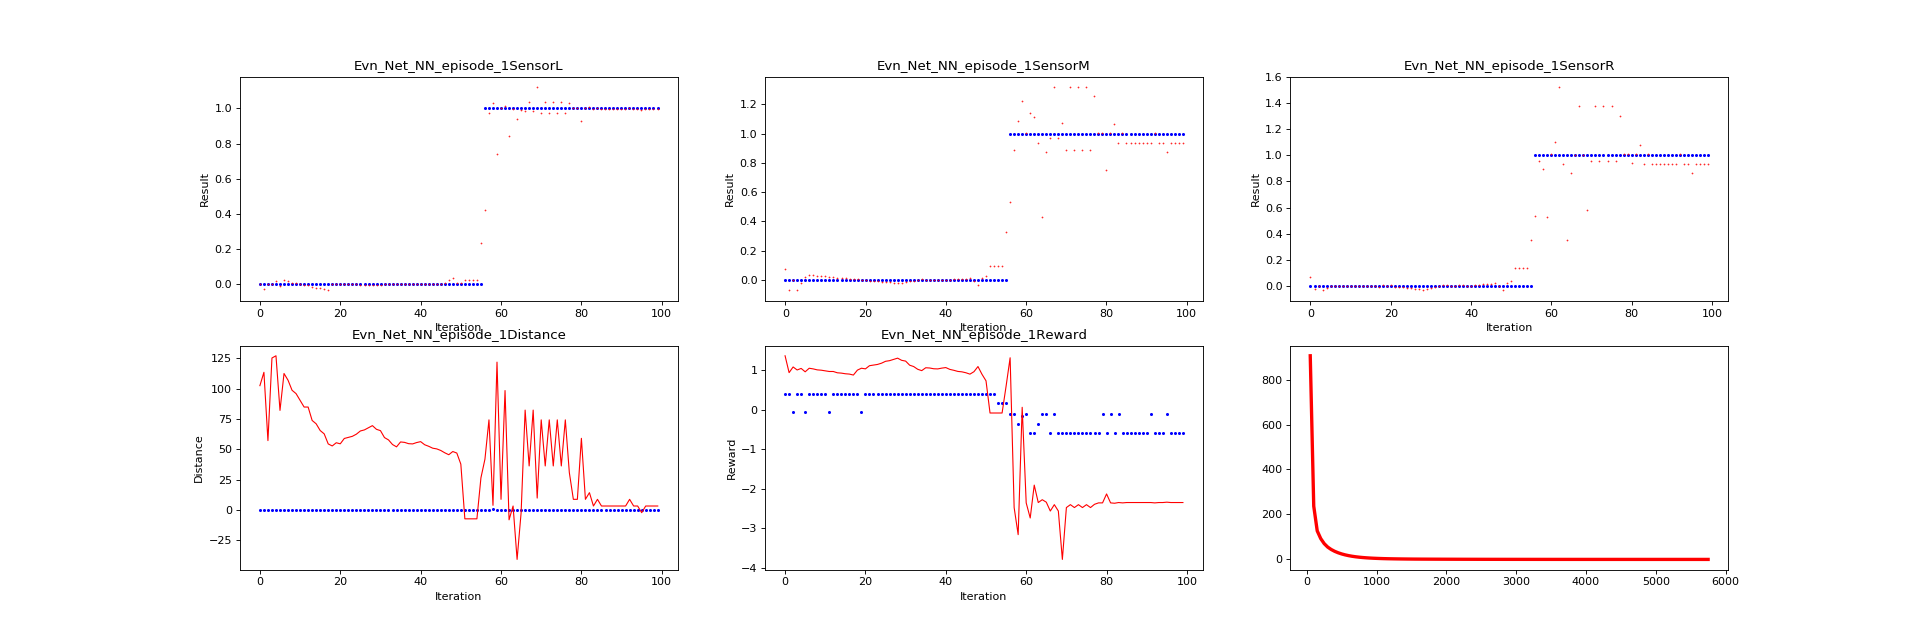 Evn_Net_NN_episode_1SensorL
Result
1.0
0.8
0.6
0.4
0.2
0.0
0 20 40 60 80 100
Iteration
Evn_Net_NN_episode_1SensorM
Result
1.2
1.0
0.8
0.6
0.4
0.2
0.0
0 20 40 60 80 100
Iteration
Evn_Net_NN_episode_1SensorR
Result
1.6
1.4
1.2
1.0
0.8
0.6
0.4
0.2
0.0
0 20 40 60 80 100
Iteration
Evn_Net_NN_episode_1Distance
Distance
125
100
75
50
25
0
−25
0 20 40 60 80 100
Iteration
Evn_Net_NN_episode_1Reward
Reward
1
0
−1
−2
−3
−4
0 20 40 60 80 100
Iteration
800
600
400
200
0
0 1000 2000 3000 4000 5000 6000